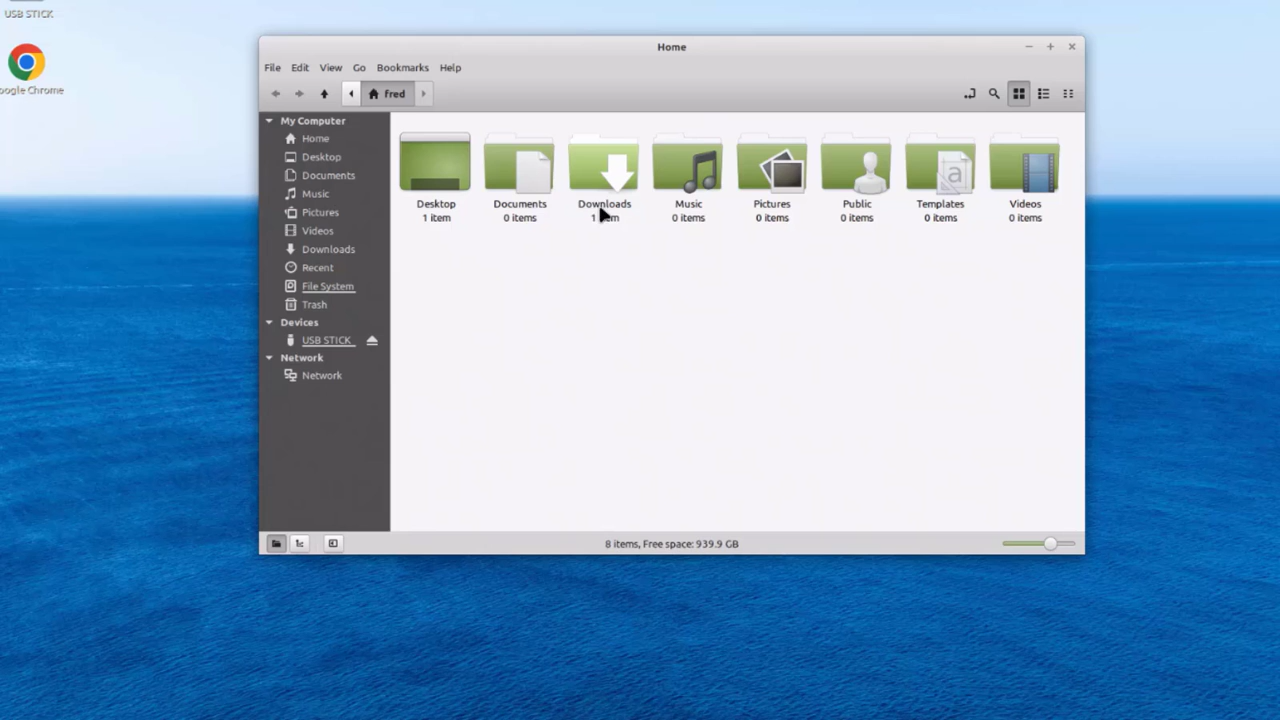 USB STICK
oogle Chrome
Home
File Edit View Go Bookmarks Help
fred
My Computer
Home
Desktop
Documents
Music
Pictures
Videos
Downloads
Recent
File System
Trash
Devices
USB STICK
Network
Network
Desktop
1 item
Documents
0 items
Downloads
1
Music
0 items
Pictures
0 items
Public
0 items
a
Templates
0 items
Videos
0 items
8 items, Free space: 939.9 GB